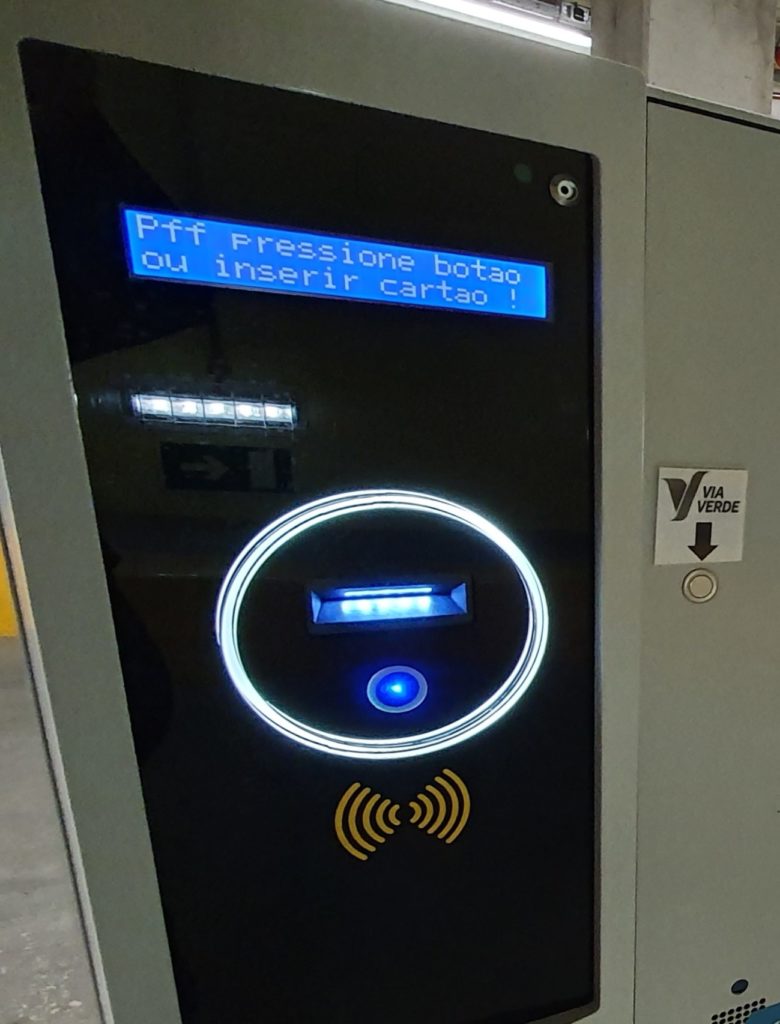 Pff pressione botao
ou inserir cartao !
VIA
VERDE